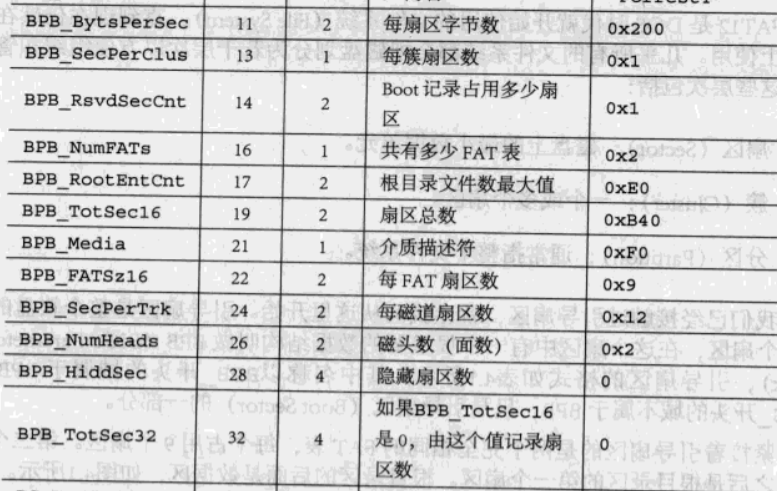 BPB_BytsPerSec 11 2 每扇区字节数 0x200
BPB_SecPerClus 13 1 每簇扇区数 0x1
BPB_RsvdSecCnt 14 2 Boot 记录占用多少扇
区 0x1
BPB_NumFATs 16 1 共有多少 FAT 表 0x2
BPB_RootEntCnt 17 2 根目录文件数最大值 0xE0
BPB_TotSec16 19 2 扇区总数 0xB40
BPB_Media 21 1 介质描述符 0xF0
BPB_FATSz16 22 2 每 FAT 扇区数 0x9
BPB_SecPerTrk 24 2 每磁道扇区数 0x12
BPB_NumHeads 26 2 磁头数（面数） 0x2
BPB_HiddSec 28 4 隐藏扇区数 0
如果BPB_TotSec16
BPB_TotSec32 32 4 是 0，由这个值记录扇 0
区数